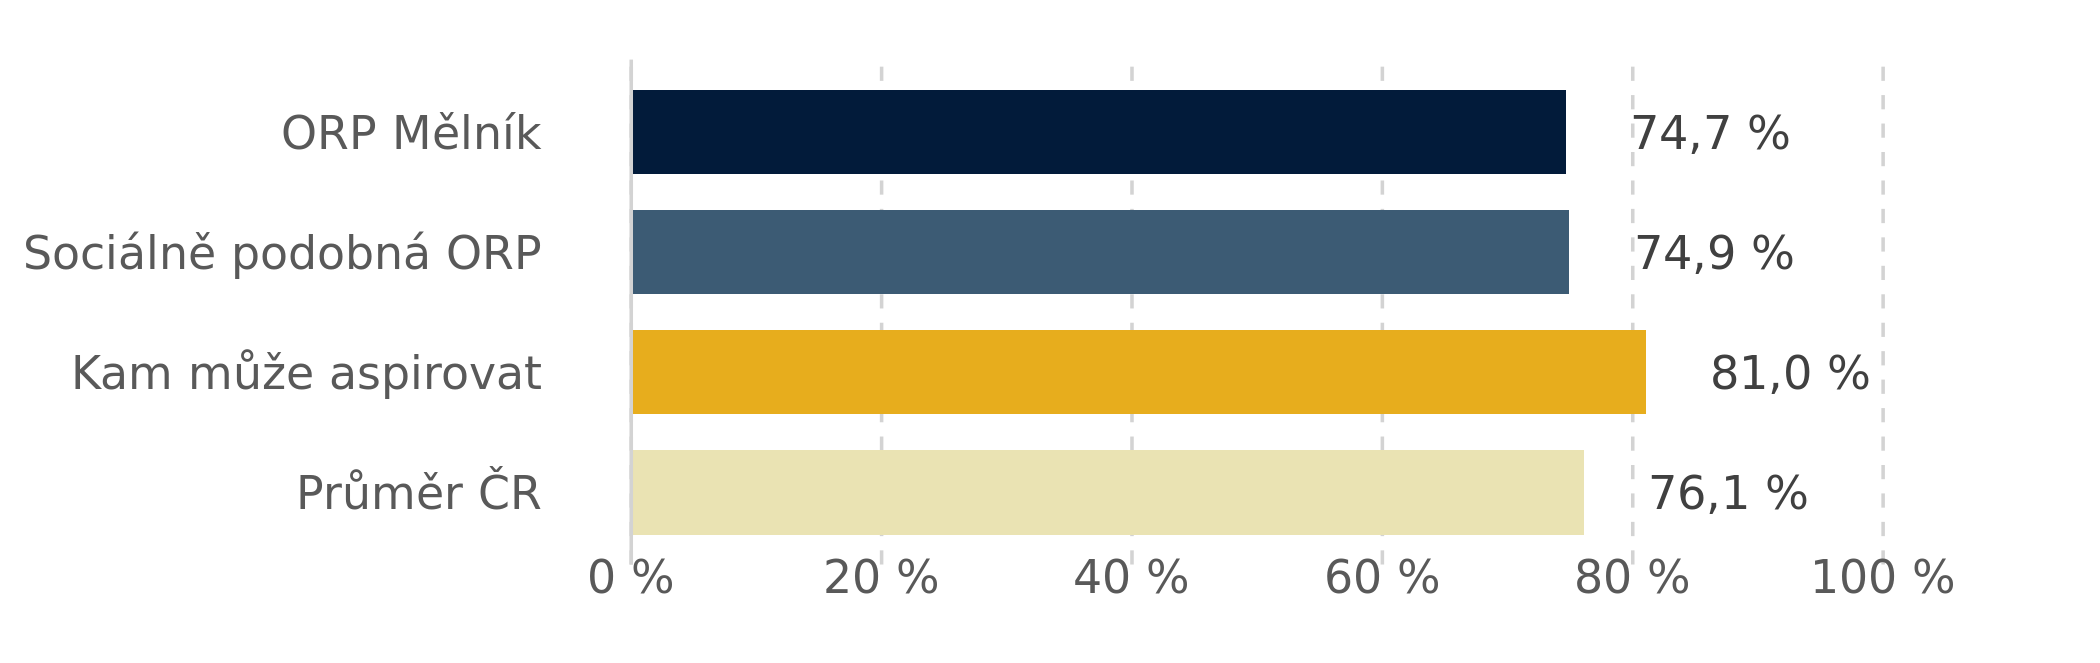 ORP Mělník
74,7 %
Sociálně podobná ORP
74,9 %
Kam může aspirovat
81,0 %
Průměr ČR
76,1 %
0 % 20 % 40 % 60 % 80 % 100 %